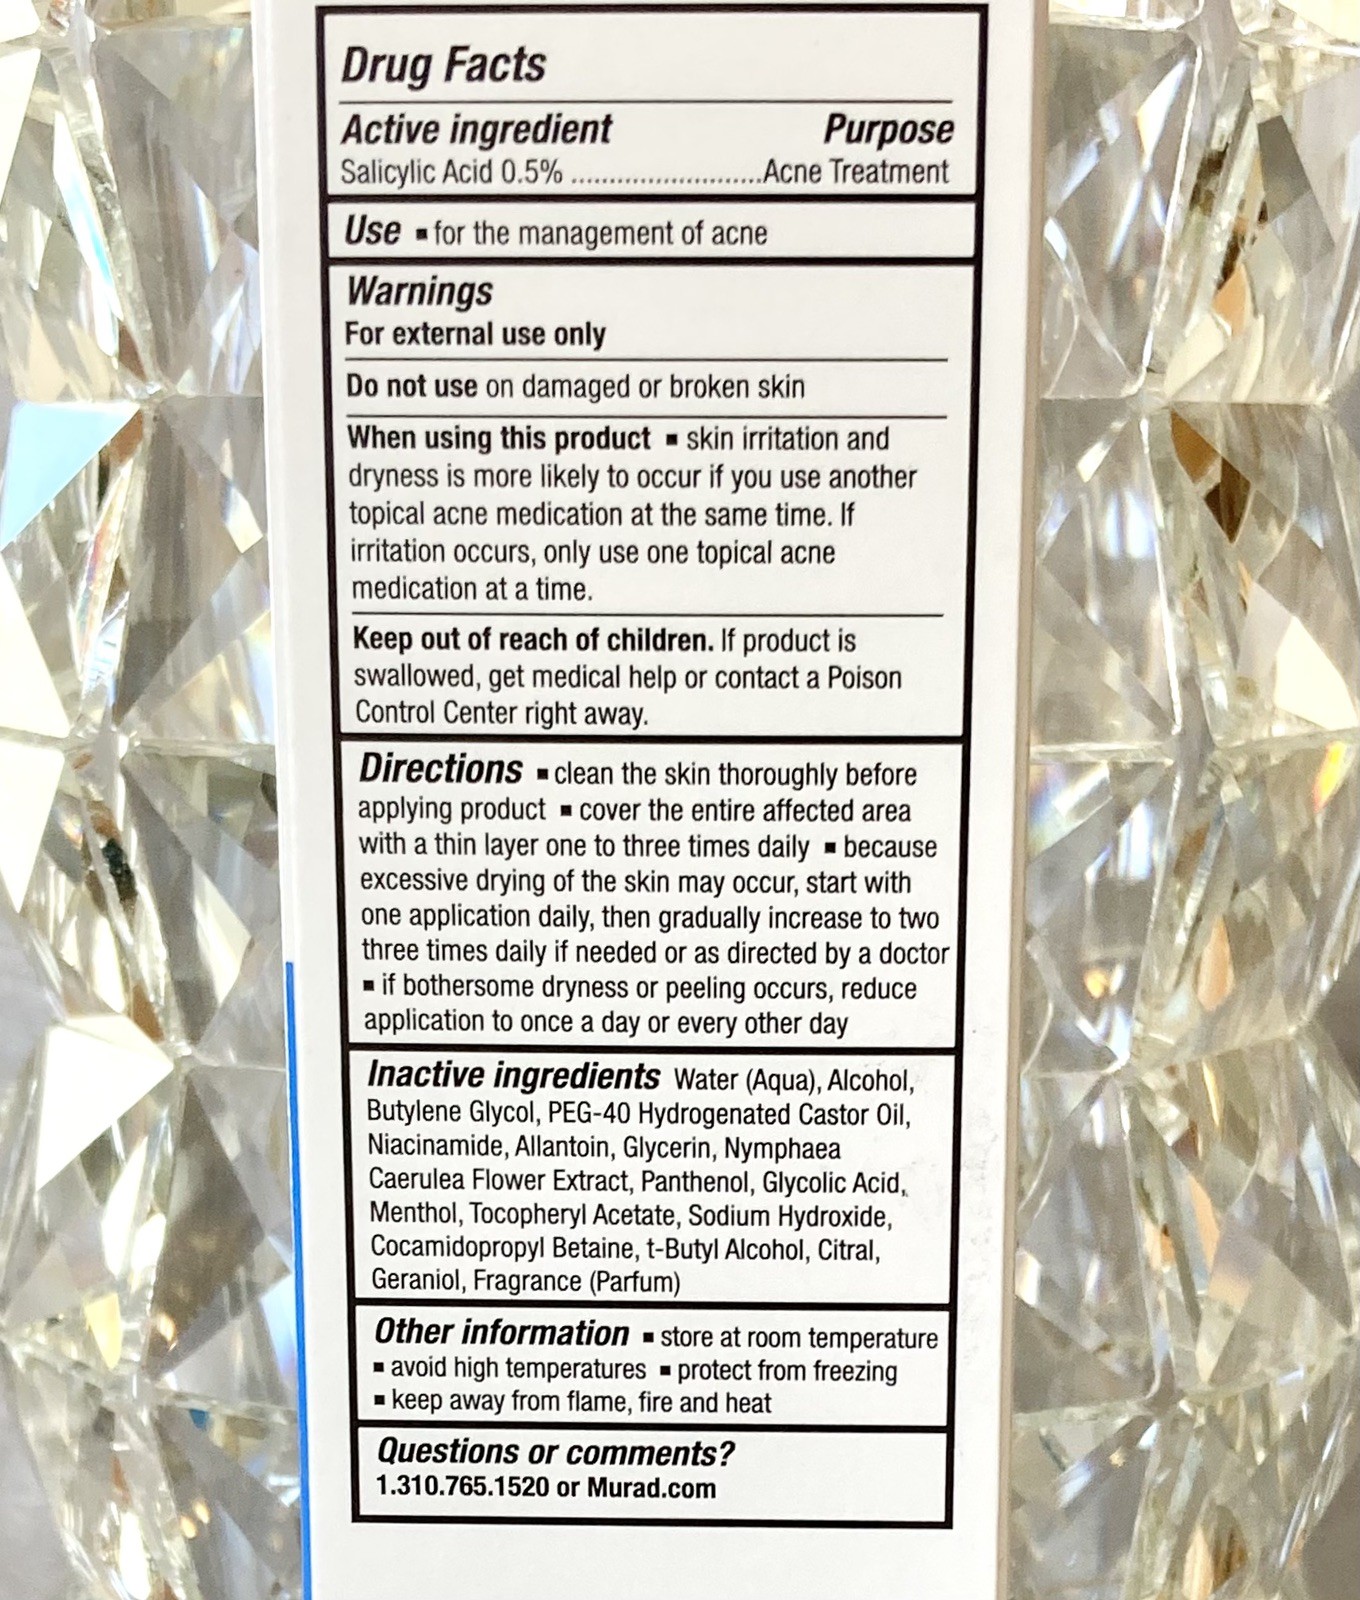 Drug Facts
Active ingredient Purpose
Salicylic Acid 0.5% .........................Acne Treatment
Use ▪ for the management of acne
Warnings
For external use only
Do not use on damaged or broken skin
When using this product ▪ skin irritation and
dryness is more likely to occur if you use another
topical acne medication at the same time. If
irritation occurs, only use one topical acne
medication at a time.
Keep out of reach of children. If product is
swallowed, get medical help or contact a Poison
Control Center right away.
Directions ▪ clean the skin thoroughly before
applying product ▪ cover the entire affected area
with a thin layer one to three times daily ▪ because
excessive drying of the skin may occur, start with
one application daily, then gradually increase to two
three times daily if needed or as directed by a doctor
▪ if bothersome dryness or peeling occurs, reduce
application to once a day or every other day
Inactive ingredients Water (Aqua), Alcohol,
Butylene Glycol, PEG-40 Hydrogenated Castor Oil,
Niacinamide, Allantoin, Glycerin, Nymphaea
Caerulea Flower Extract, Panthenol, Glycolic Acid,
Menthol, Tocopheryl Acetate, Sodium Hydroxide,
Cocamidopropyl Betaine, t-Butyl Alcohol, Citral,
Geraniol, Fragrance (Parfum)
Other information ▪ store at room temperature
▪ avoid high temperatures ▪ protect from freezing
▪ keep away from flame, fire and heat
Questions or comments?
1.310.765.1520 or Murad.com